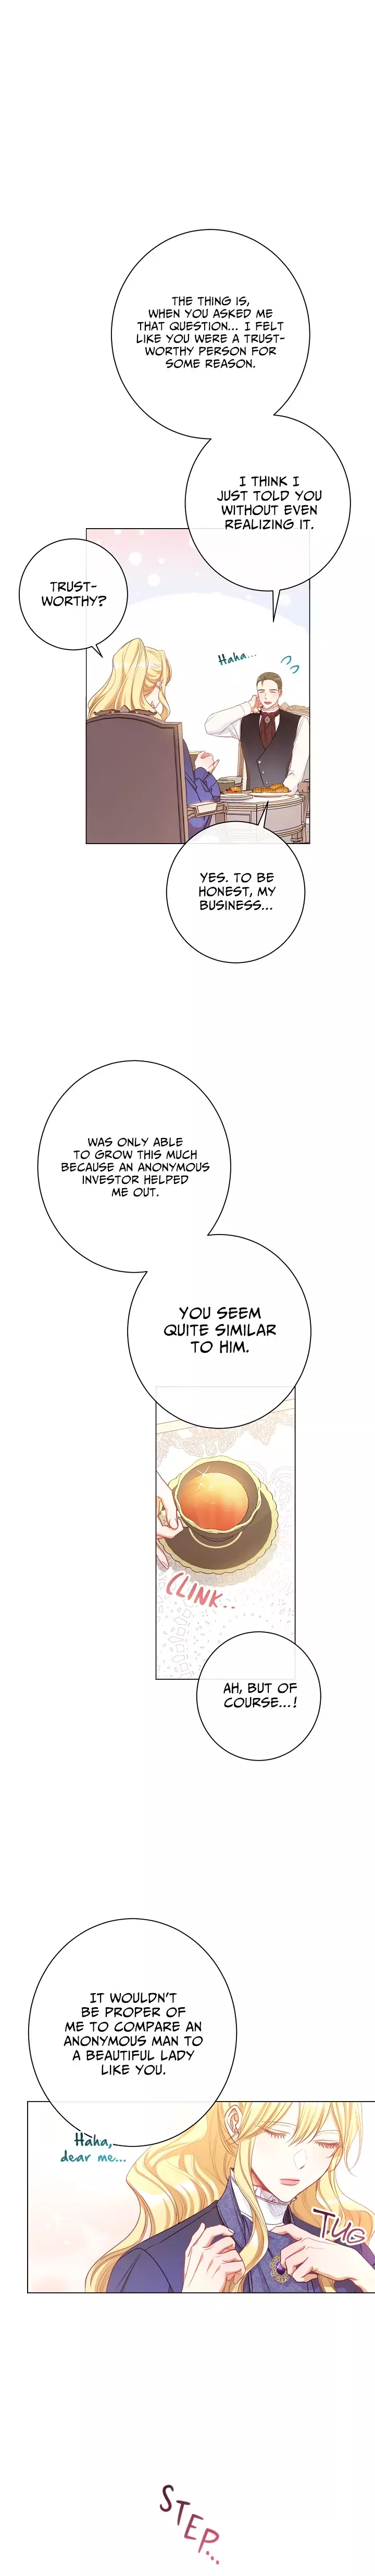 THE THING IS,
WHEN YOU ASKED ME
THAT QUESTION... I FELT
LIKE YOU WERE A TRUST-
WORTHY PERSON FOR
SOME REASON.
I THINK I
JUST TOLD YOU
WITHOUT EVEN
REALIZING IT.
TRUST-
WORTHY?
Haha...
YES. TO BE
HONEST, MY
BUSINESS...
WAS ONLY ABLE
TO GROW THIS MUCH
BECAUSE AN ANONYMOUS
INVESTOR HELPED
ME OUT.
YOU SEEM
QUITE SIMILAR
TO HIM.
CLINK..
AH, BUT OF
COURSE...!
IT WOULDN'T
BE PROPER OF
ME TO COMPARE AN
ANONYMOUS MAN TO
A BEAUTIFUL LADY
LIKE YOU.
Haha,
dear me...
TUG
STEP...